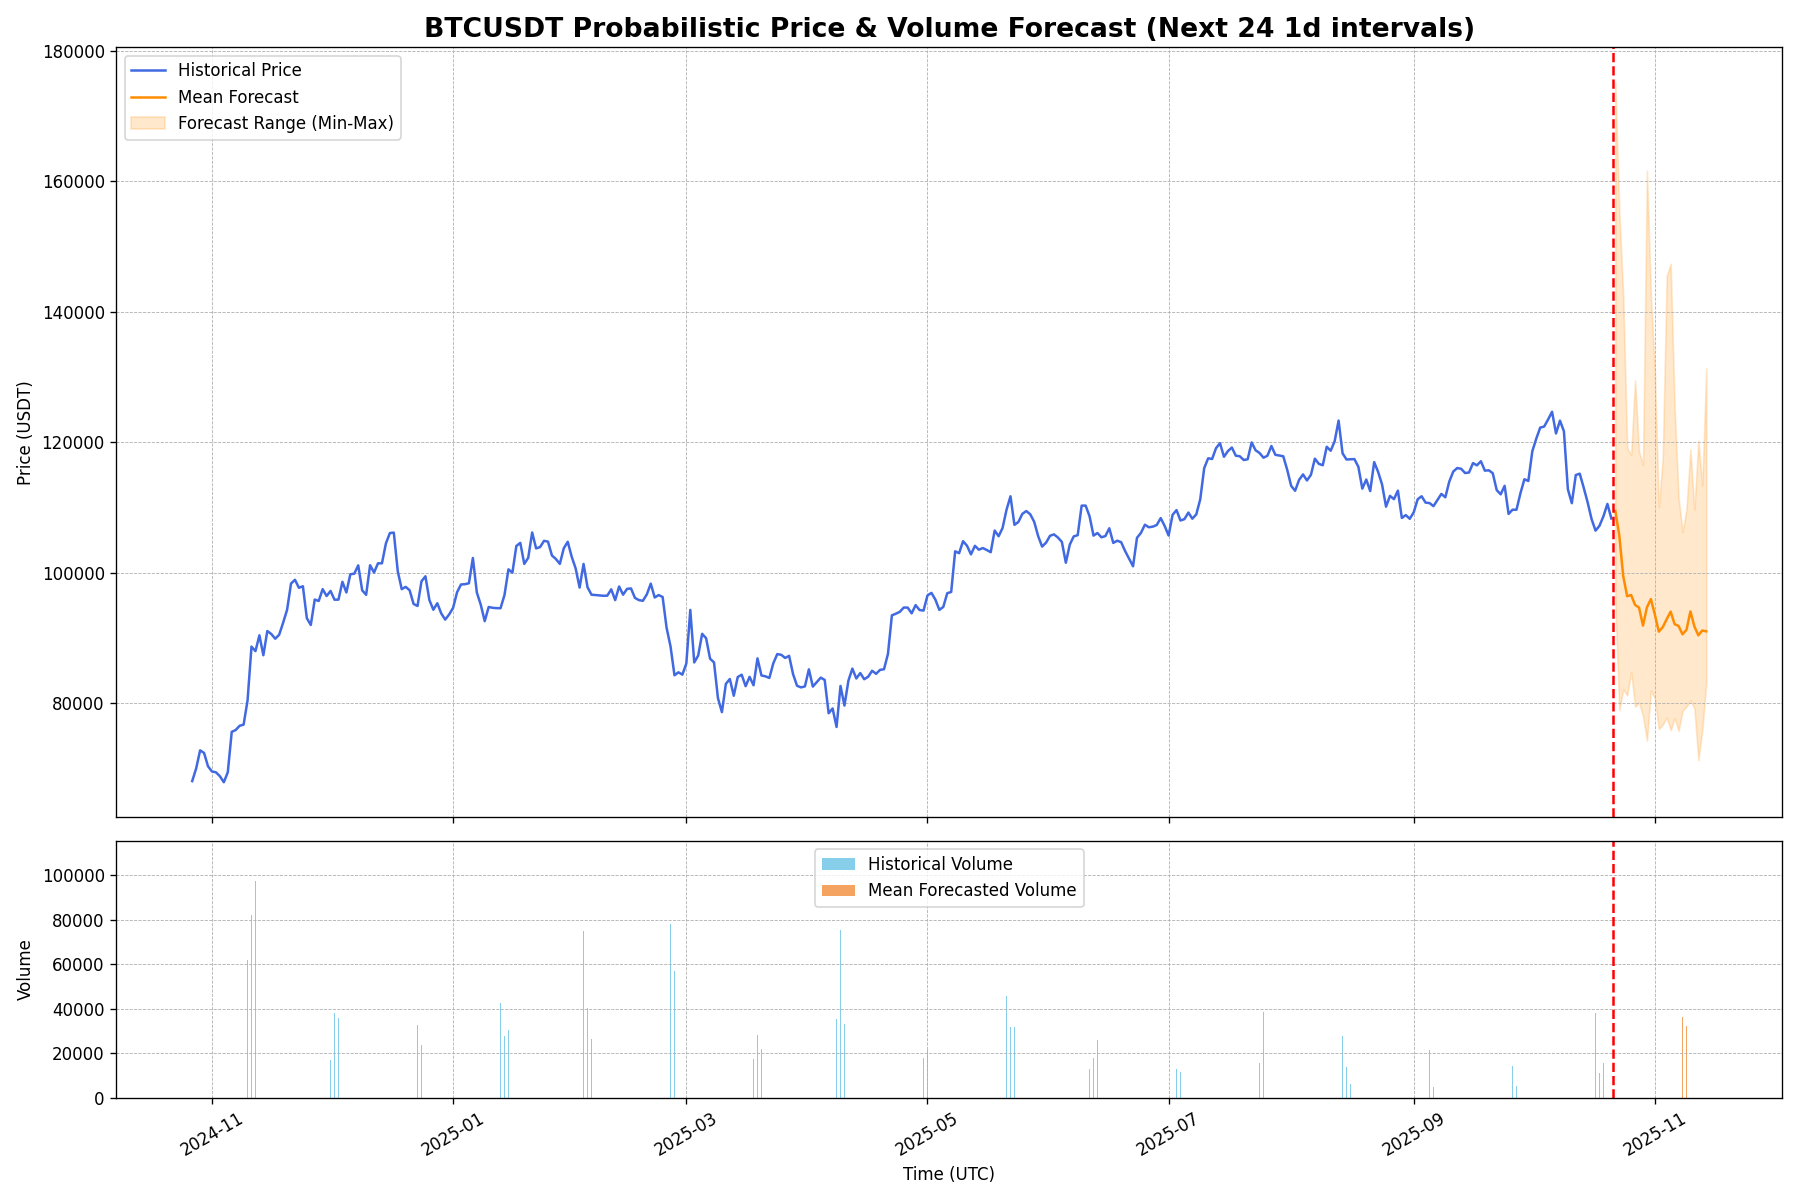 BTCUSDT Probabilistic Price & Volume Forecast (Next 24 1d intervals)
180000
160000
140000
120000
100000
80000
Price (USDT)
Historical Price
Mean Forecast
Forecast Range (Min-Max)
100000
80000
60000
40000
20000
0
Volume
Historical Volume
Mean Forecasted Volume
2024-11
2025-01
2025-03
2025-05
2025-07
2025-09
2025-11
Time (UTC)